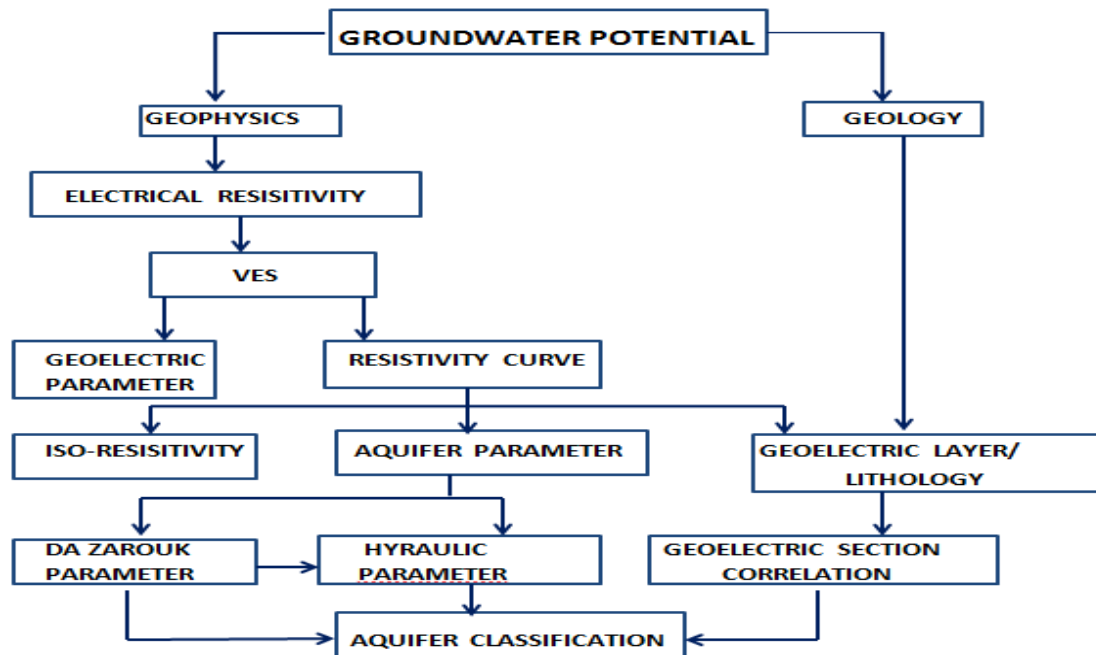 GROUNDWATER POTENTIAL
GEOPHYSICS
GEOLOGY
ELECTRICAL RESISITIVITY
VES
GEOELECTRIC
PARAMETER
RESISTIVITY CURVE
ISO-RESISITIVITY
AQUIFER PARAMETER
GEOELECTRIC LAYER/
LITHOLOGY
DA ZAROUK
PARAMETER
HYRAULIC
PARAMETER
GEOELECTRIC SECTION
CORRELATION
AQUIFER CLASSIFICATION